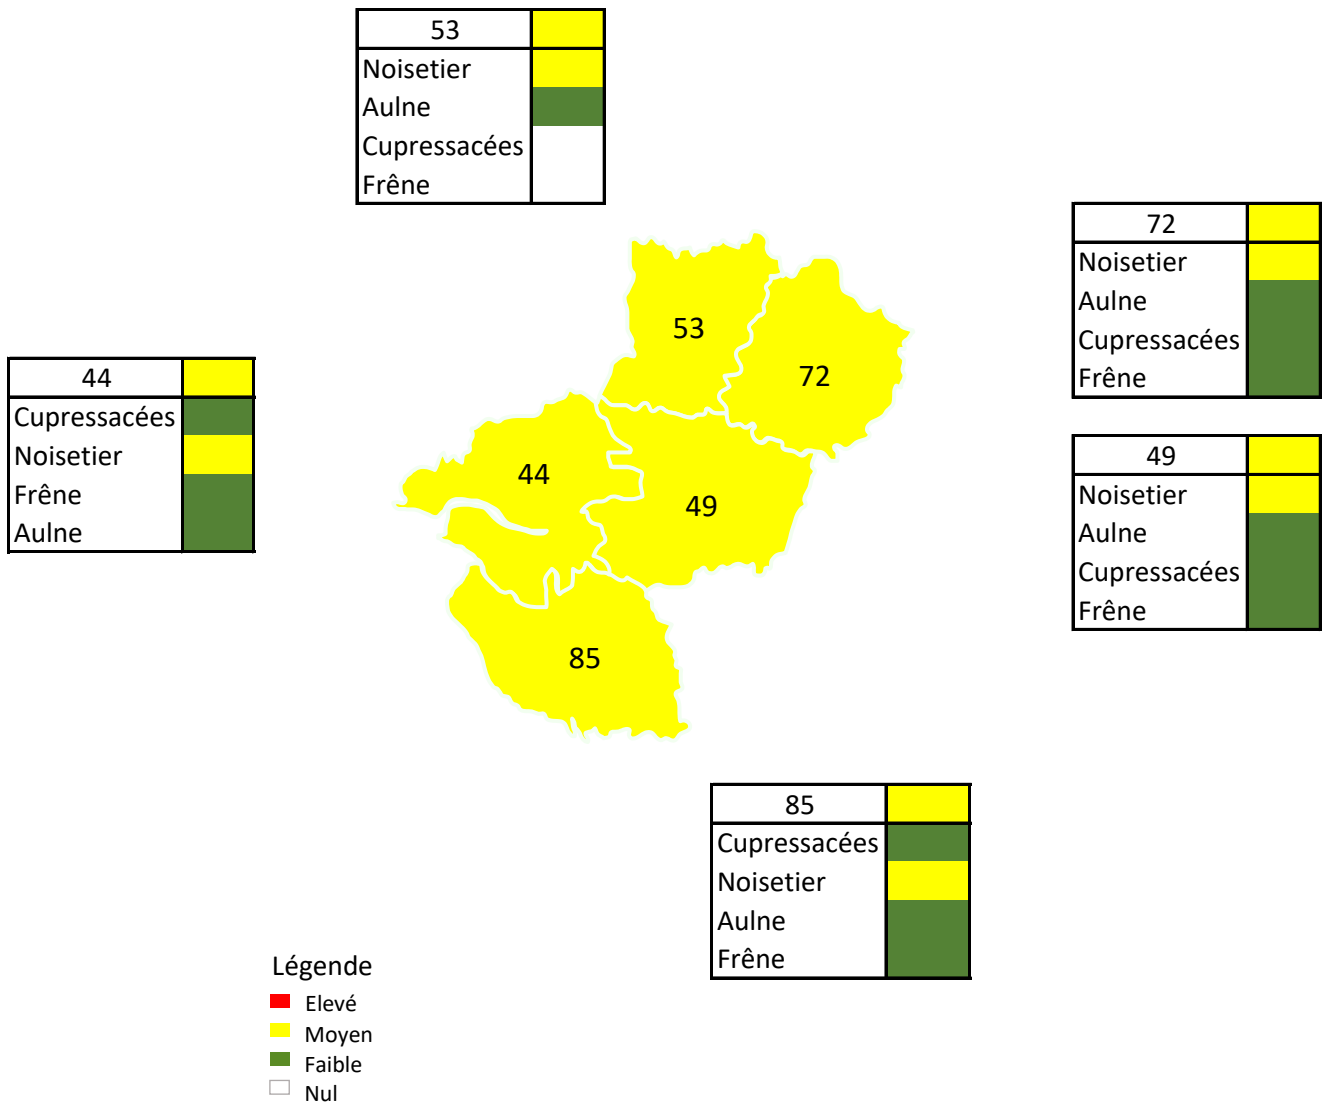 53
Noisetier
Aulne
Cupressacées
Frêne
72
Noisetier
Aulne
Cupressacées
Frêne
53
72
44
Cupressacées
Noisetier
Frêne
Aulne
44
49
49
Noisetier
Aulne
Cupressacées
Frêne
85
85
Cupressacées
Noisetier
Aulne
Frêne
Légende
Elevé
Moyen
Faible
Nul